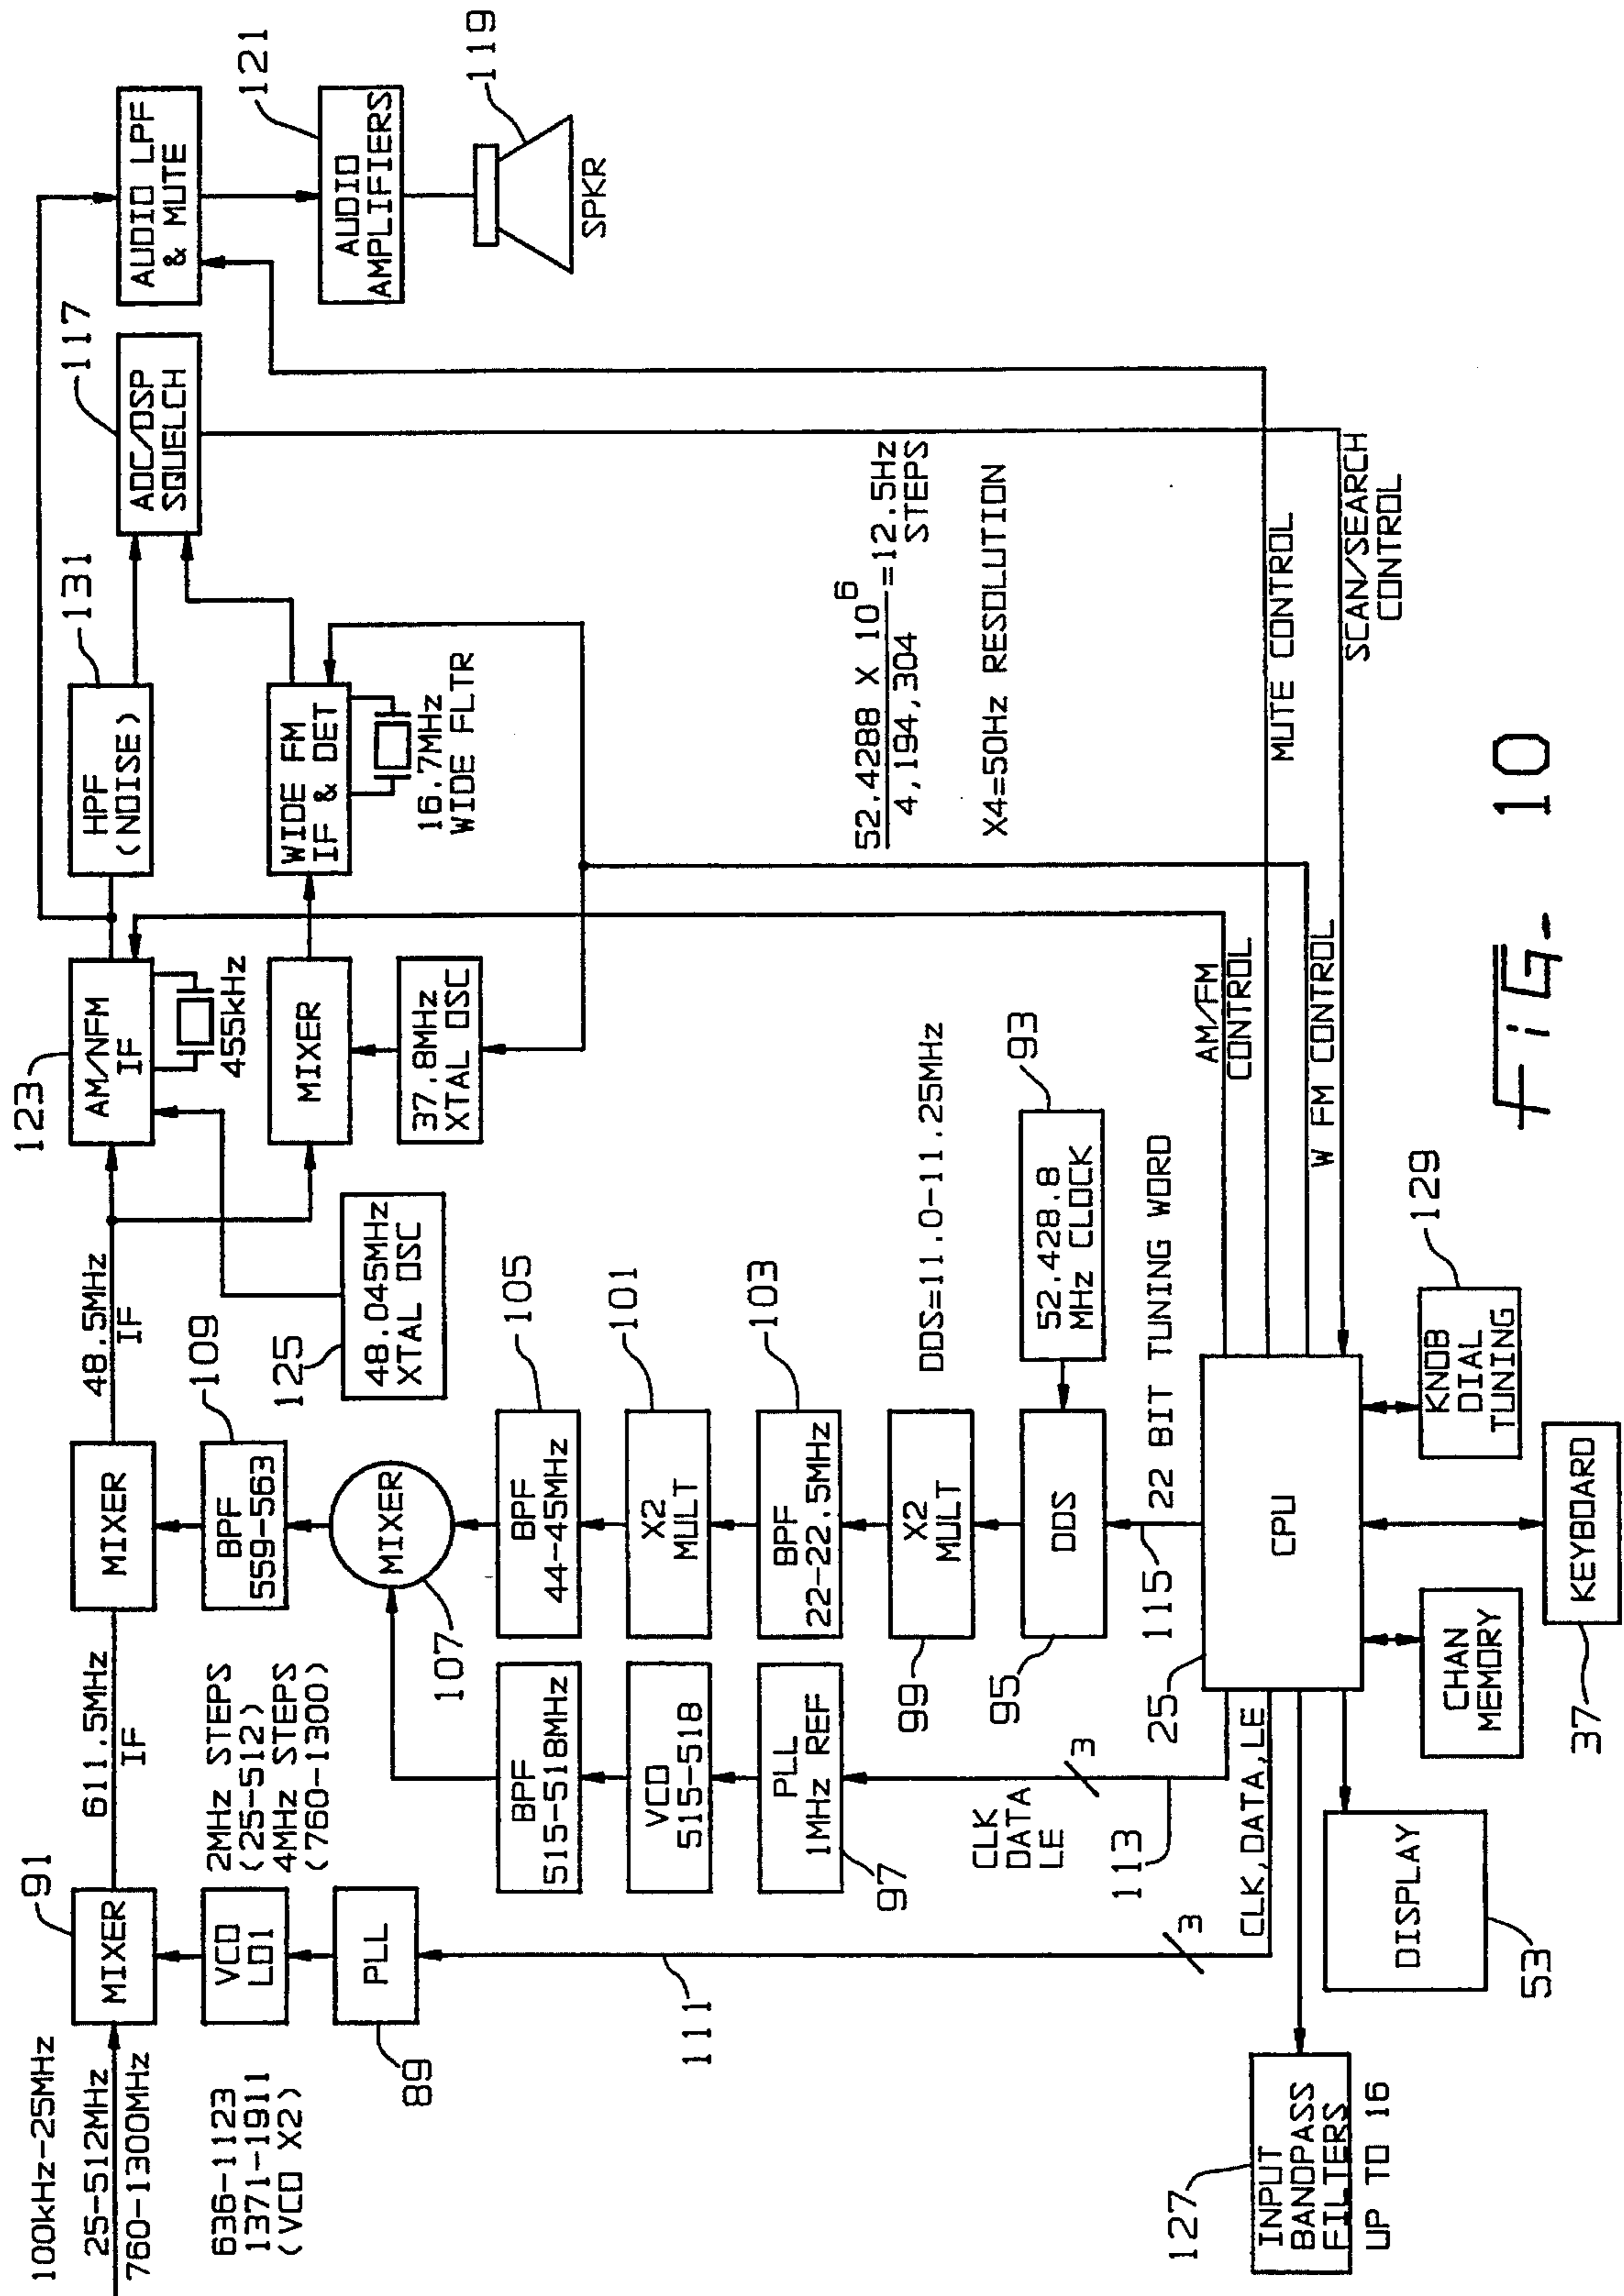 100kHz-25MHz
25-512MHz
760-1300MHz
636-1123
1371-1911
(VCO X2)
91
MIXER
VCO
LO1
2MHz STEPS
(25-512)
4MHz STEPS
(760-1300)
PLL
89
111
611.5MHz
IF
MIXER
BPF
559-563
109
MIXER
107
48.5MHz
IF
BPF
515-518MHz
VCO
515-518
PLL
1MHz REF
97
CLK
DATA
LE
3
113
3
CLK,DATA,LE
BPF
44-45MHz
105
X2
MULT
101
BPF
22-22.5MHz
103
X2
MULT
99
DDS
95
DDS=11.0-11.25MHz
52.428.8
MHz CLOCK
93
115
22 BIT TUNING WORD
25
CPU
123
AM/NFM
IF
455kHz
125
48.045MHz
XTAL OSC
MIXER
37.8MHz
XTAL OSC
HPF
(NOISE)
131
WIDE FM
IF & DET
16.7MHz
WIDE FLTR
ADC/DSP
SQUELCH
117
AUDIO LPF
& MUTE
AUDIO
AMPLIFIERS
121
119
SPKR
52.4288 X 10⁶
4,194,304
=12.5Hz
STEPS
X4=50Hz RESOLUTION
AM/FM
CONTROL
MUTE CONTROL
W FM CONTROL
SCAN/SEARCH
CONTROL
127
INPUT
BANDPASS
FILTERS
UP TO 16
DISPLAY
53
CHAN
MEMORY
KEYBOARD
37
KNOB
DIAL
TUNING
129
FiG. 10